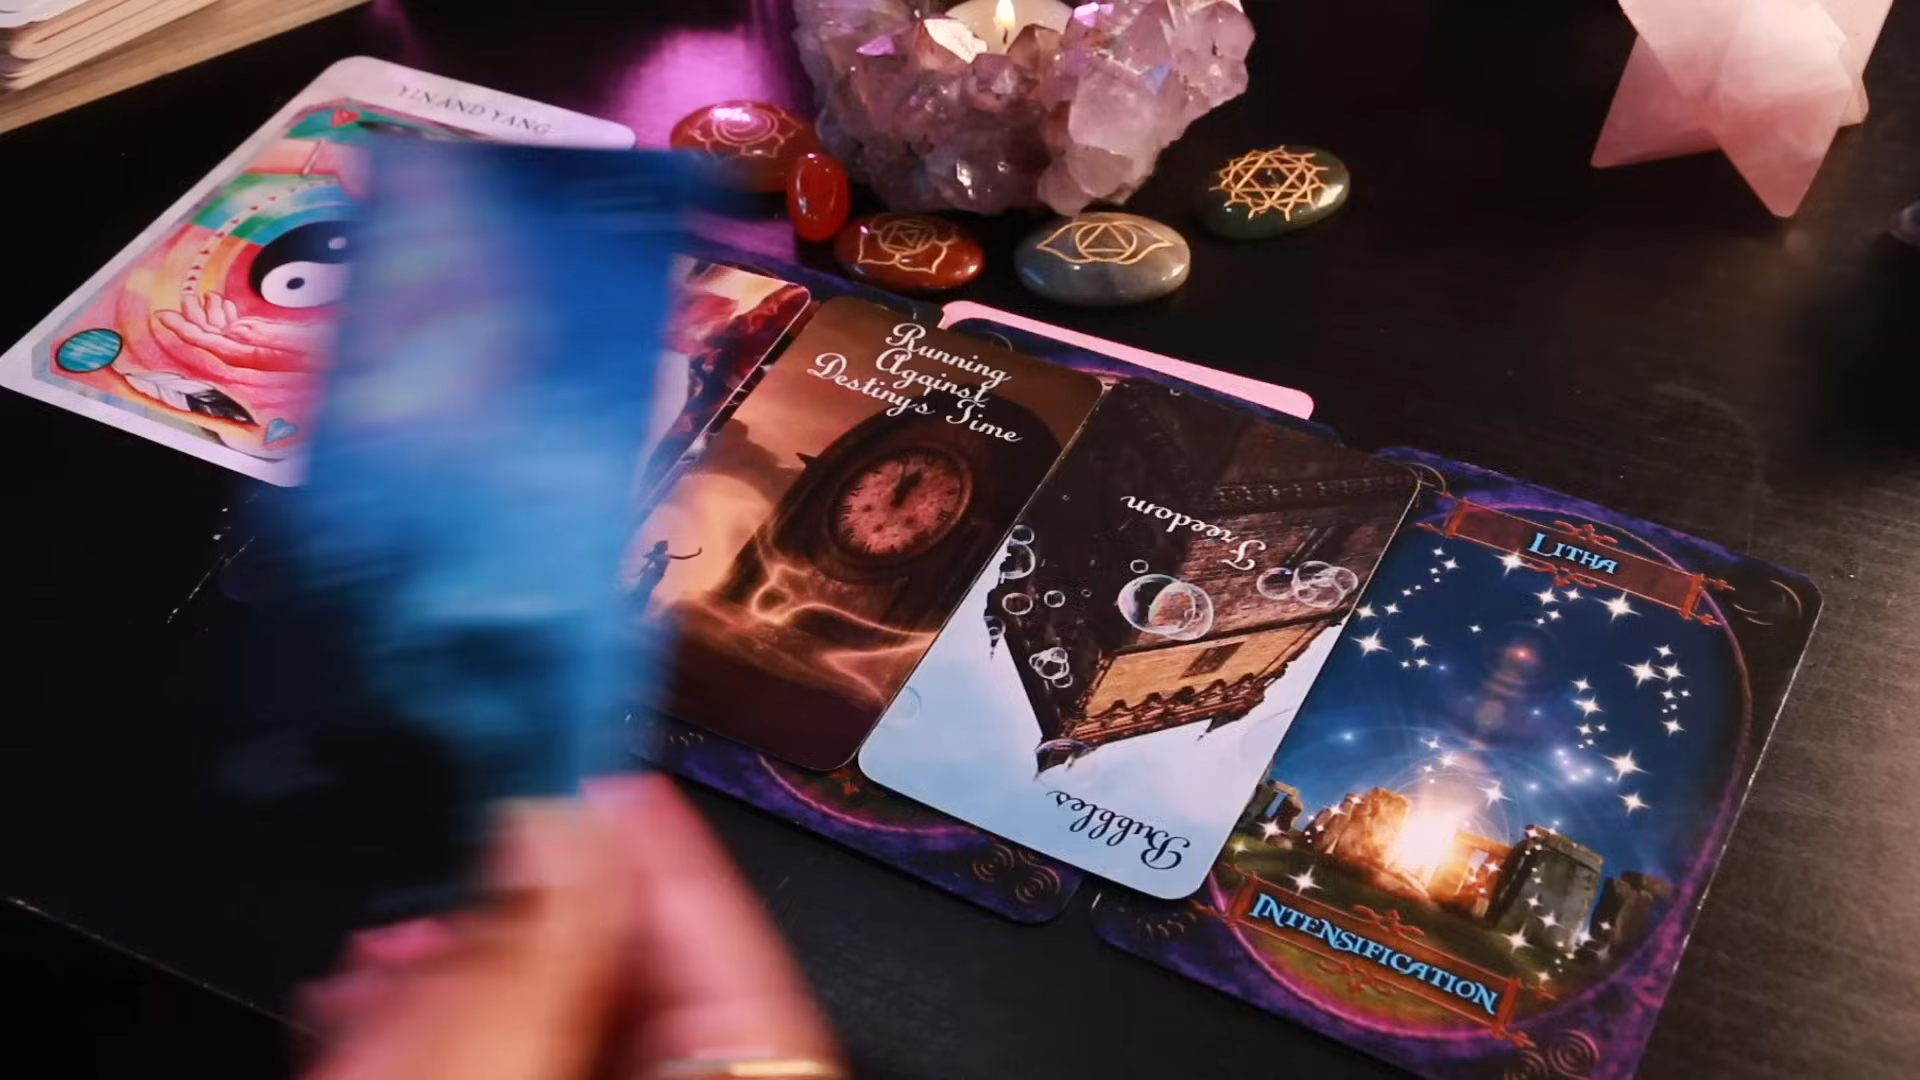 YIN AND YANG
Running
Against
Destiny's Time
Freedom
Bubbles
LITHA
INTENSIFICATION